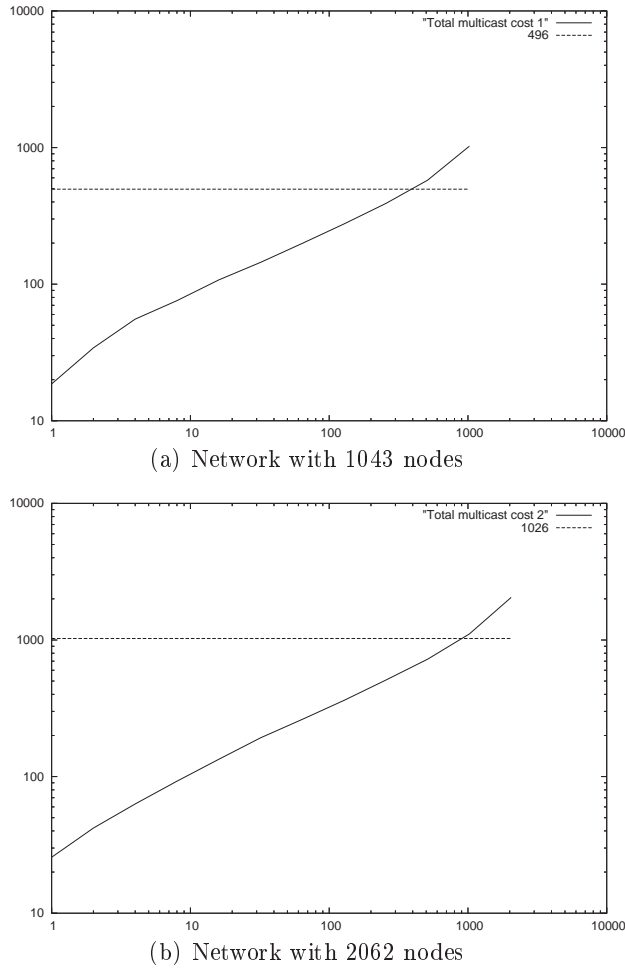 10000
"Total multicast cost 1"
496
1000
100
10
1 10 100 1000 10000
(a) Network with 1043 nodes
10000
"Total multicast cost 2"
1026
1000
100
10
1 10 100 1000 10000
(b) Network with 2062 nodes